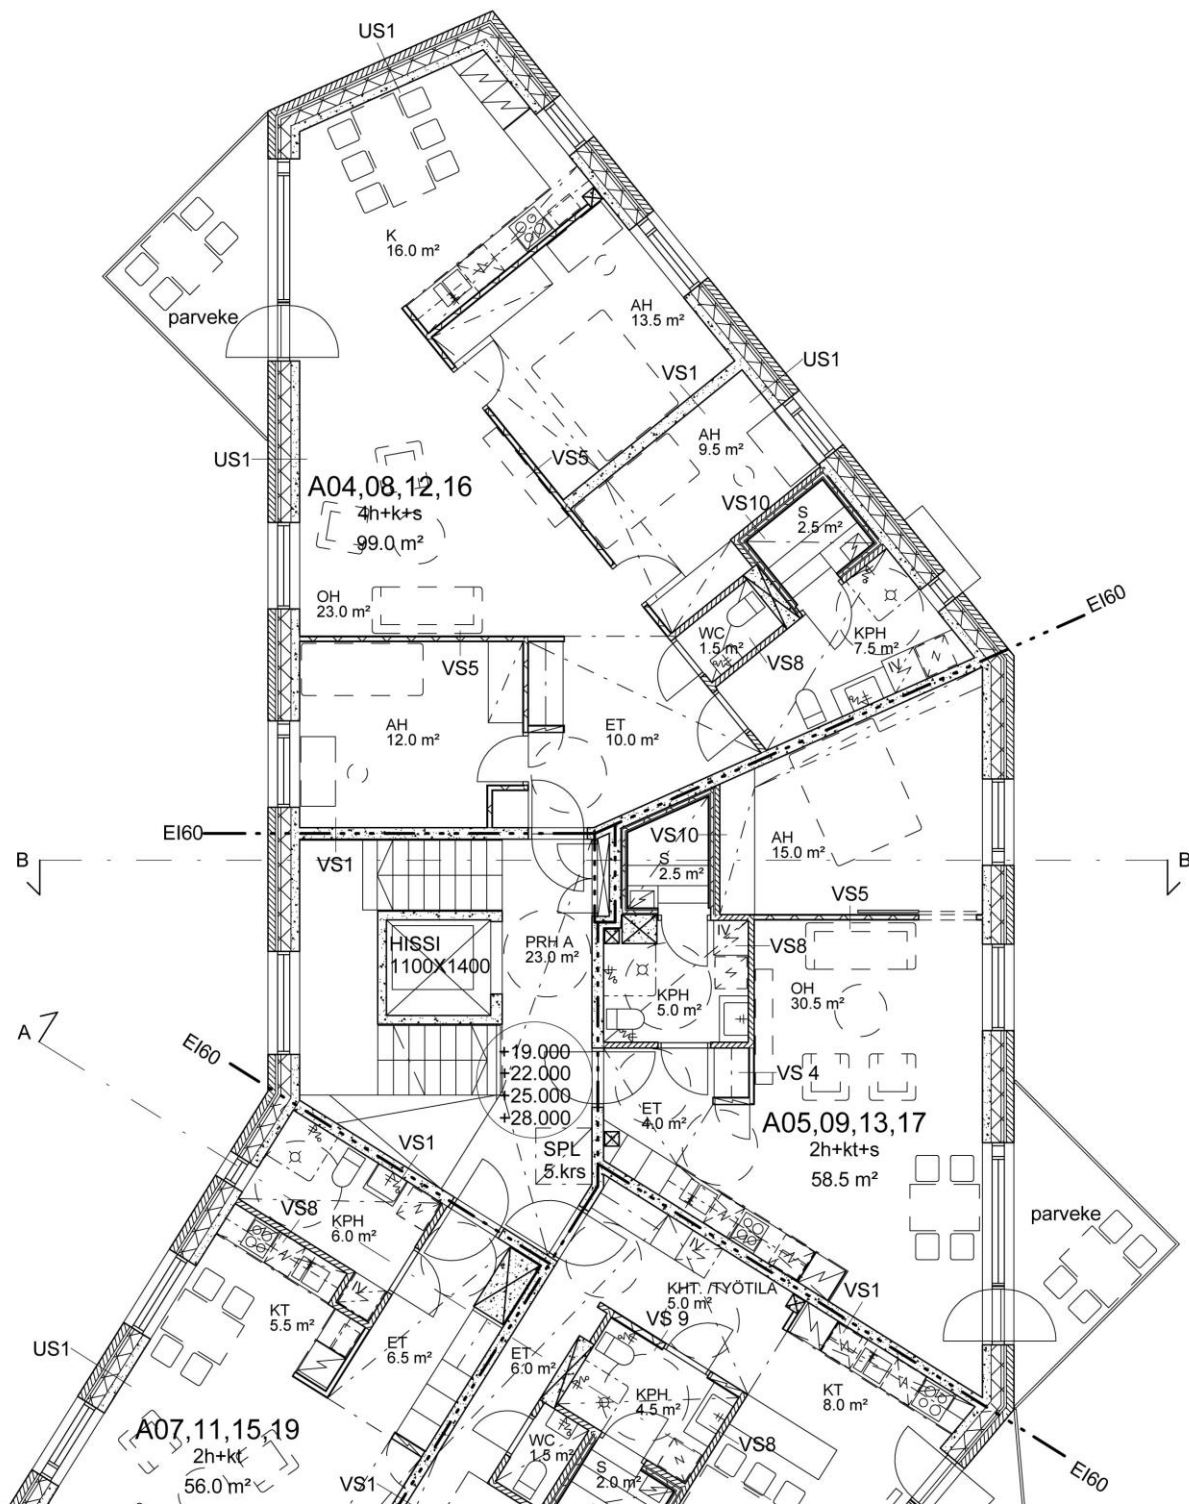 US1
K
16.0 m²
parveke
AH
13.5 m²
US1
VS1
AH
9.5 m²
US1
VS5
A04,08,12,16
4h+k+s
99.0 m²
VS10
S
2.5 m²
OH
23.0 m²
EI60
WC
1.5 m²
KPH
7.5 m²
VS5
VS8
IV
AH
12.0 m²
ET
10.0 m²
EI60
VS10
AH
15.0 m²
B
VS1
S
2.5 m²
B
VS5
HISSI
1100X1400
PRH A
23.0 m²
IV
VS8
KPH
5.0 m²
OH
30.5 m²
A
EI60
+19.000
+22.000
+25.000
+28.000
VS 4
ET
4.0 m²
A05,09,13,17
2h+kt+s
58.5 m²
VS1
SPL
5.krs
VS8
KPH
6.0 m²
parveke
IV
IV
KHT. /TYÖTILA
5.0 m²
VS1
KT
5.5 m²
VS 9
US1
ET
6.5 m²
ET
6.0 m²
KT
8.0 m²
KPH
4.5 m²
A07,11,15,19
2h+kt
56.0 m²
WC
1.5 m²
VS8
VS1
S
2.0 m²
EI60